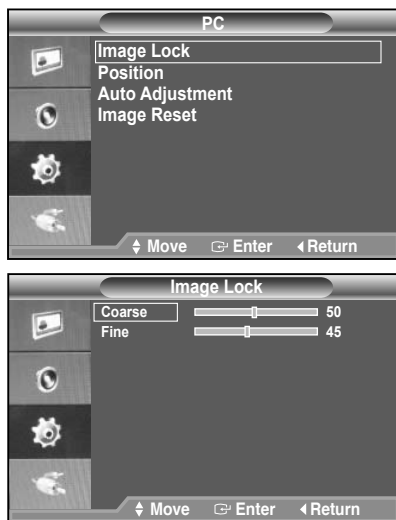 PC
Image Lock
Position
Auto Adjustment
Image Reset
Move Enter Return
Image Lock
Coarse 50
Fine 45
Move Enter Return